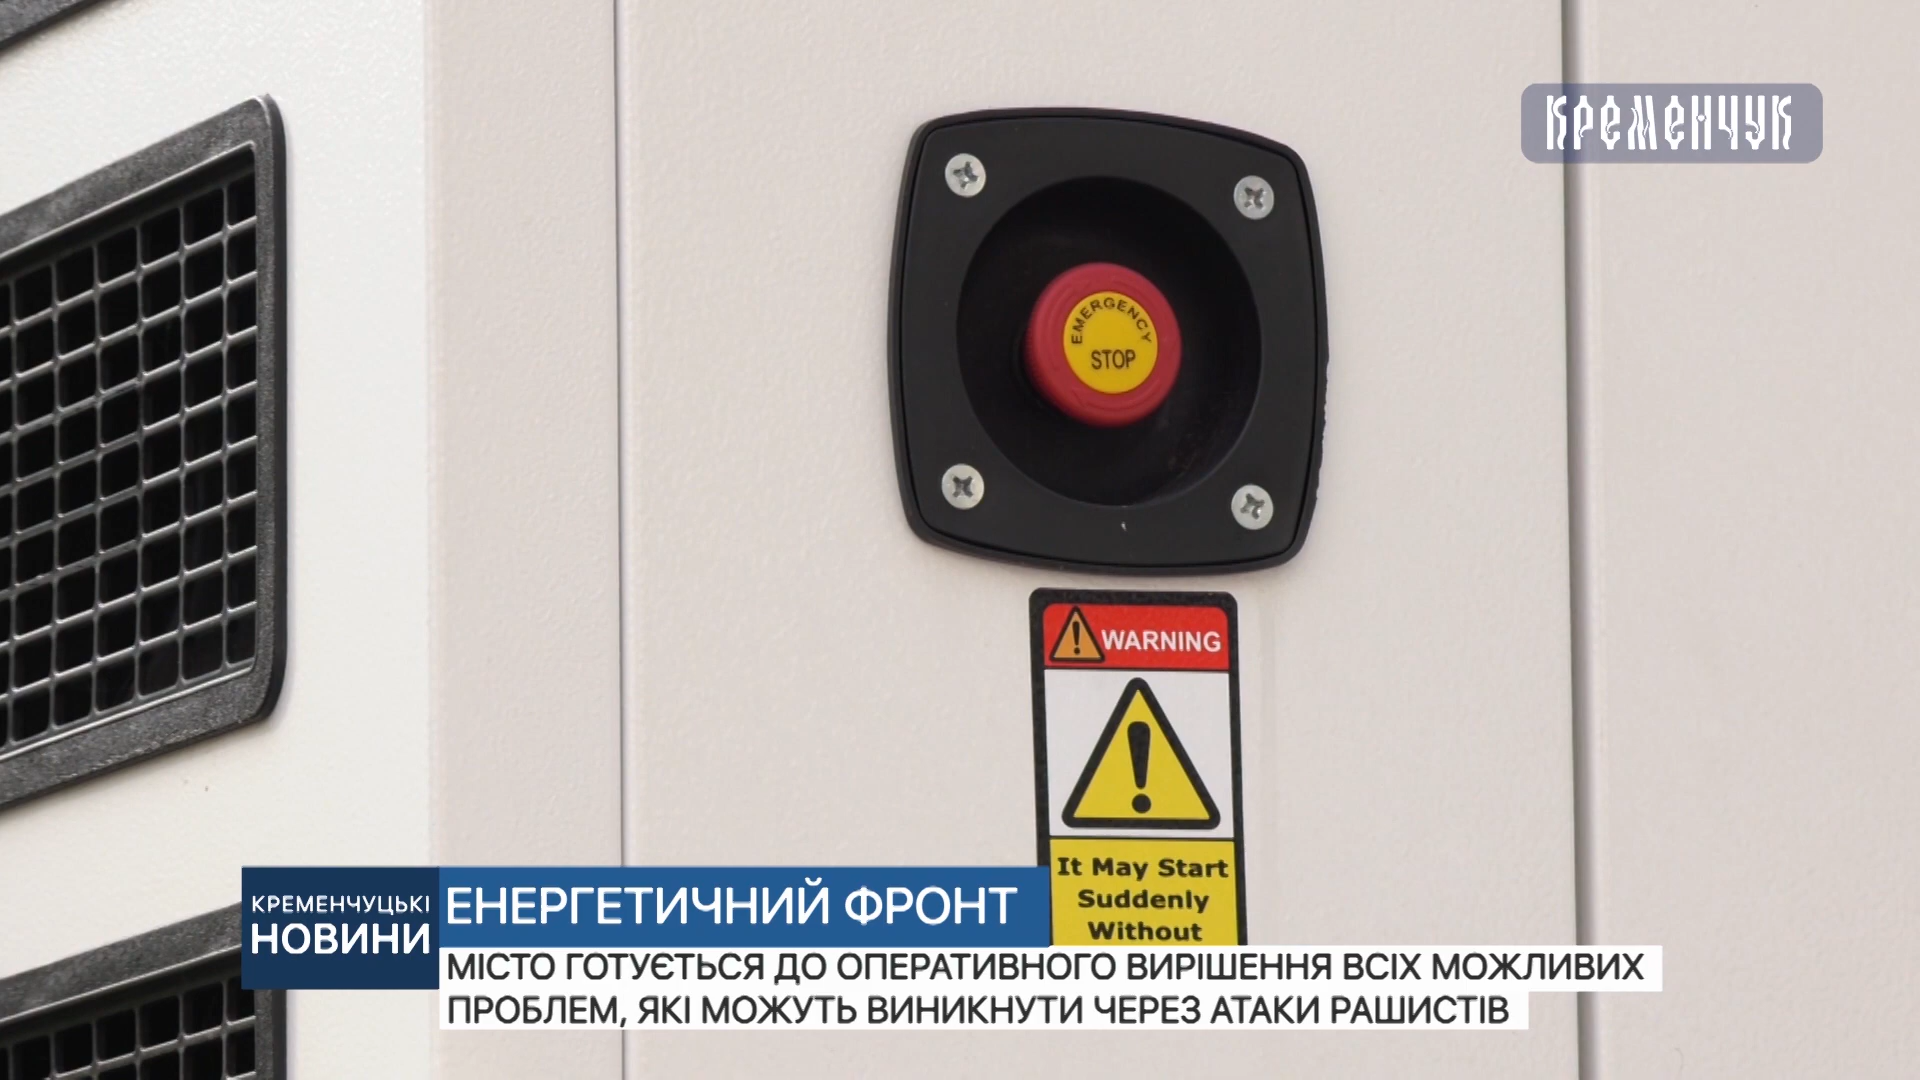 КРЕМЕНЧУК
EMERGENCY
STOP
WARNING
It May Start
Suddenly
Without
КРЕМЕНЧУЦЬКІ
НОВИНИ
ЕНЕРГЕТИЧНИЙ ФРОНТ
МІСТО ГОТУЄТЬСЯ ДО ОПЕРАТИВНОГО ВИРІШЕННЯ ВСІХ МОЖЛИВИХ
ПРОБЛЕМ, ЯКІ МОЖУТЬ ВИНИКНУТИ ЧЕРЕЗ АТАКИ РАШИСТІВ